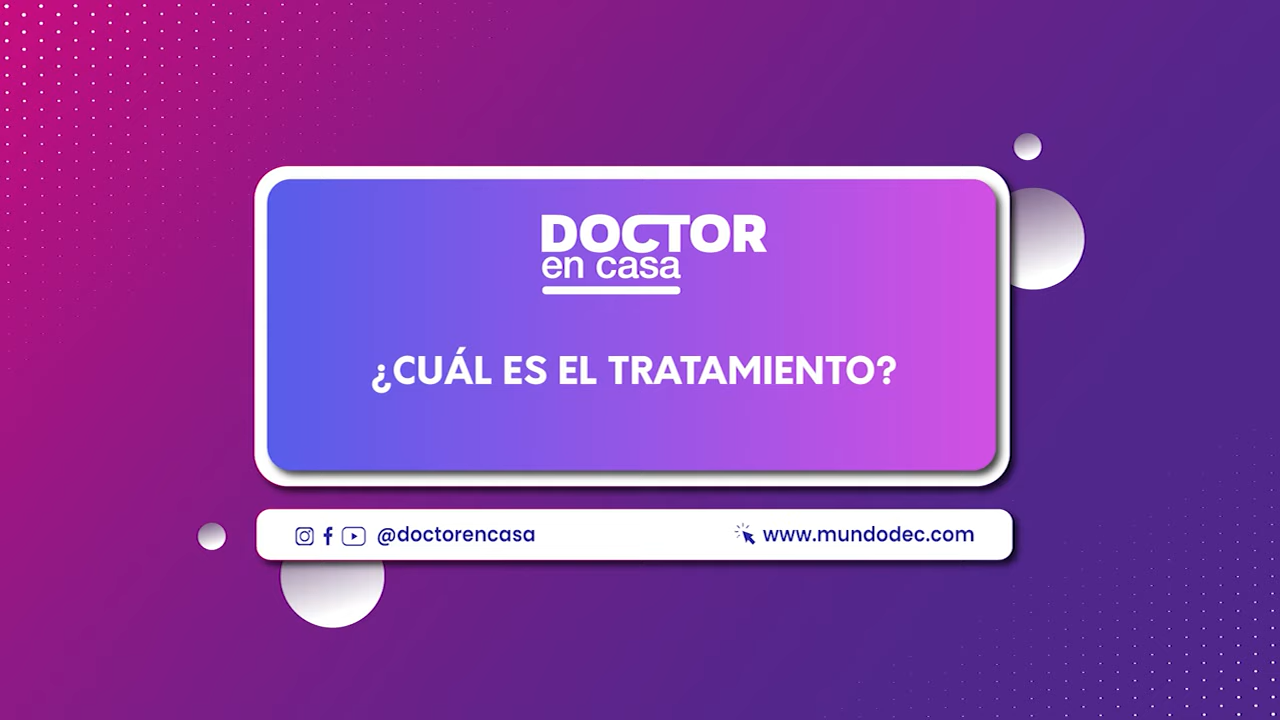 DOCTOR
en casa
¿CUÁL ES EL TRATAMIENTO?
@doctorencasa
www.mundodec.com